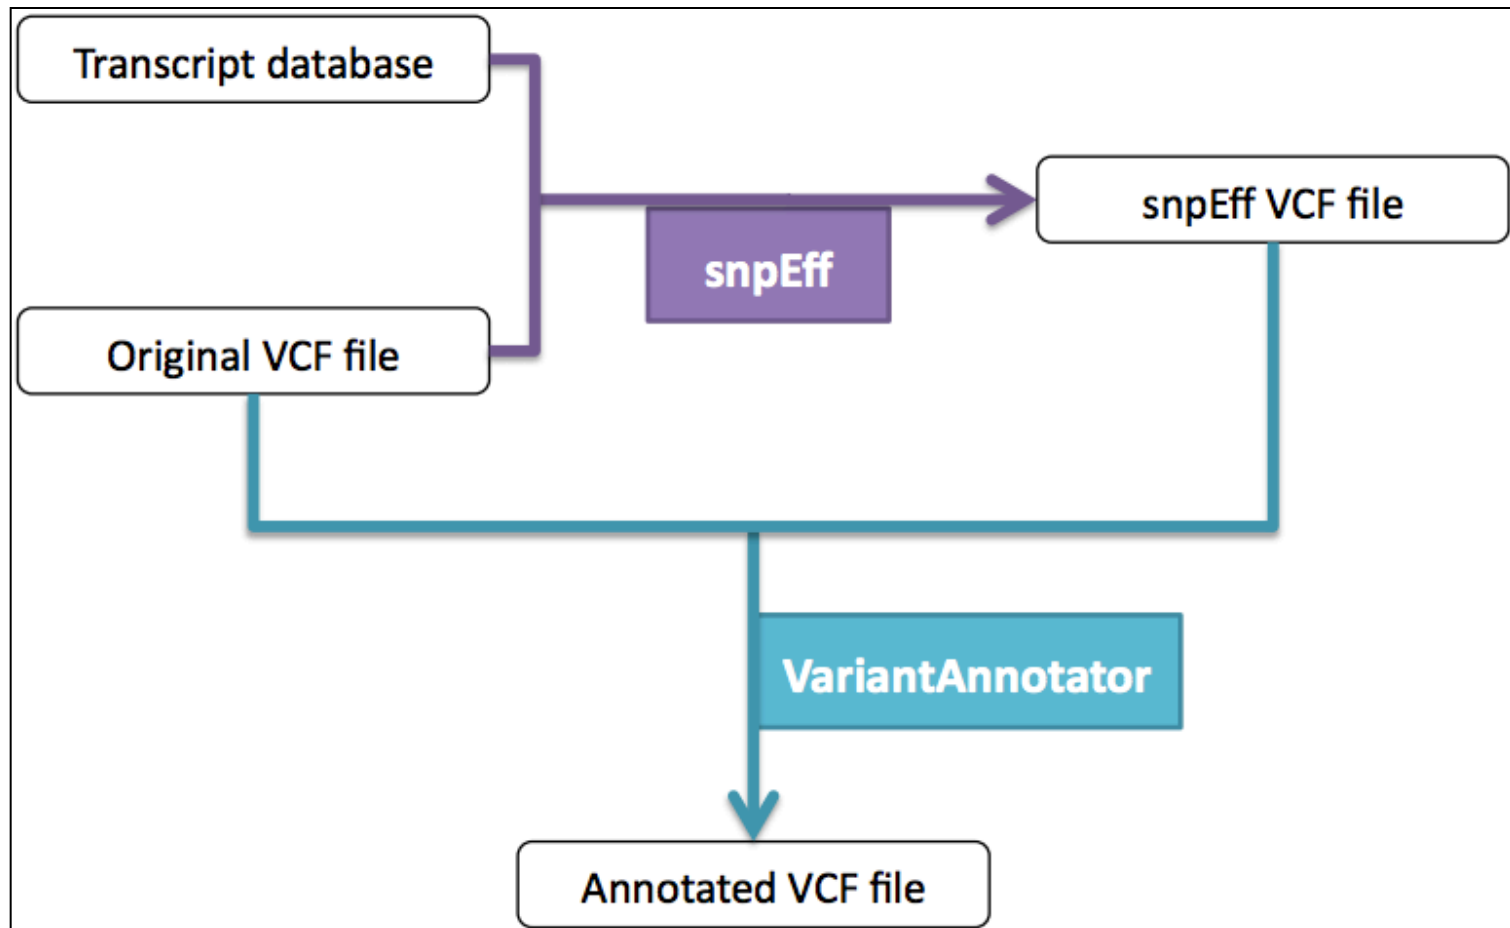 Transcript database
snpEff VCF file
snpEff
Original VCF file
VariantAnnotator
Annotated VCF file